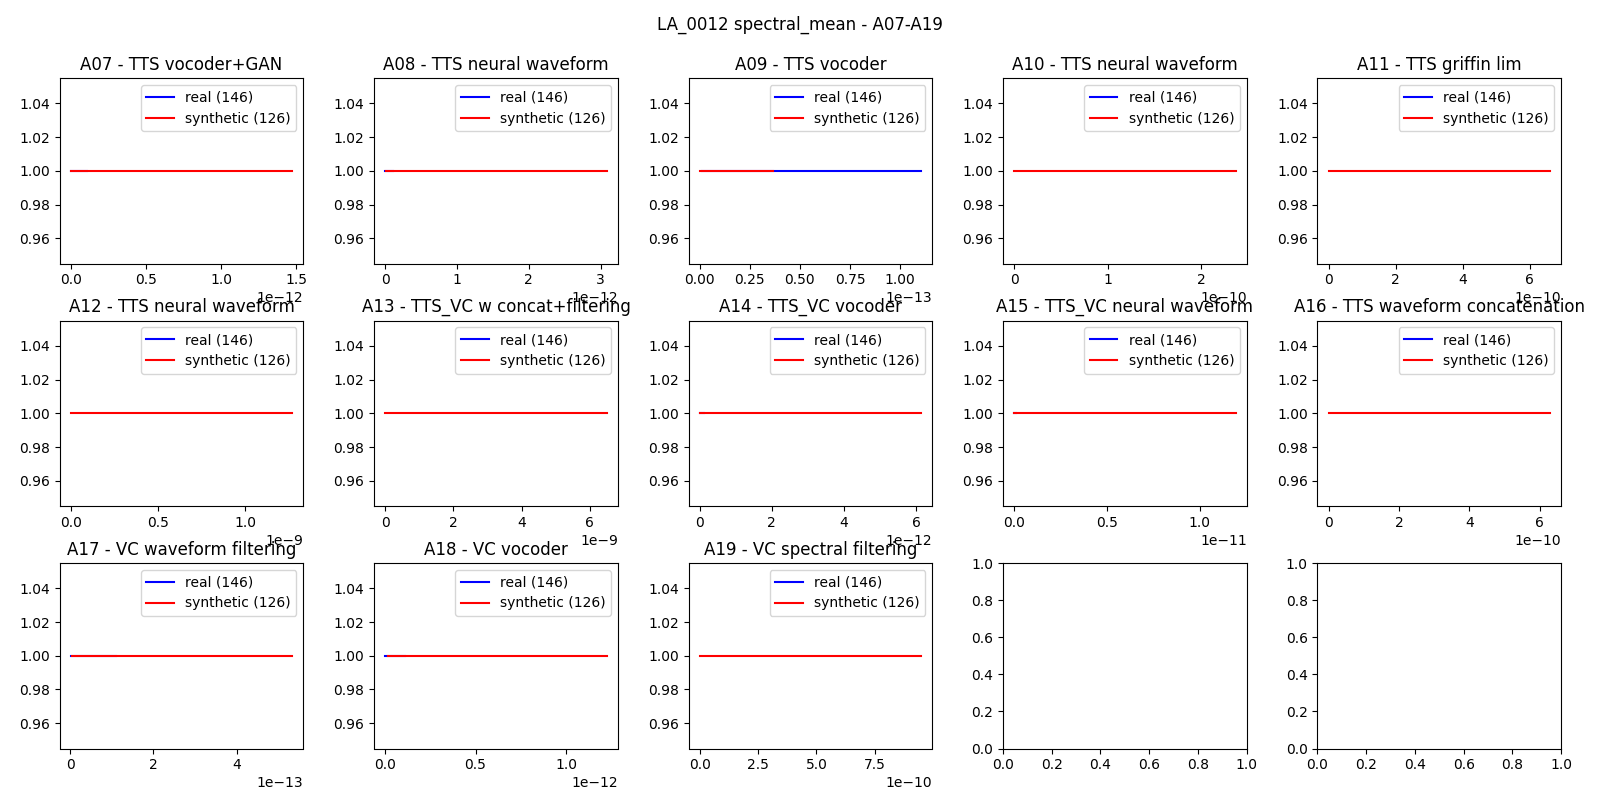 LA_0012 spectral_mean - A07-A19
A07 - TTS vocoder+GAN
1.04
1.02
1.00
0.98
0.96
real (146)
synthetic (126)
0.0 0.5 1.0 1.5
1e−12
A08 - TTS neural waveform
1.04
1.02
1.00
0.98
0.96
real (146)
synthetic (126)
0 1 2 3
1e−12
A09 - TTS vocoder
1.04
1.02
1.00
0.98
0.96
real (146)
synthetic (126)
0.00 0.25 0.50 0.75 1.00
1e−13
A10 - TTS neural waveform
1.04
1.02
1.00
0.98
0.96
real (146)
synthetic (126)
0 1 2
1e−10
A11 - TTS griffin lim
1.04
1.02
1.00
0.98
0.96
real (146)
synthetic (126)
0 2 4 6
1e−10
A12 - TTS neural waveform
1.04
1.02
1.00
0.98
0.96
real (146)
synthetic (126)
0.0 0.5 1.0
1e−9
A13 - TTS_VC w concat+filtering
1.04
1.02
1.00
0.98
0.96
real (146)
synthetic (126)
0 2 4 6
1e−9
A14 - TTS_VC vocoder
1.04
1.02
1.00
0.98
0.96
real (146)
synthetic (126)
0 2 4 6
1e−12
A15 - TTS_VC neural waveform
1.04
1.02
1.00
0.98
0.96
real (146)
synthetic (126)
0.0 0.5 1.0
1e−11
A16 - TTS waveform concatenation
1.04
1.02
1.00
0.98
0.96
real (146)
synthetic (126)
0 2 4 6
1e−10
A17 - VC waveform filtering
1.04
1.02
1.00
0.98
0.96
real (146)
synthetic (126)
0 2 4
1e−13
A18 - VC vocoder
1.04
1.02
1.00
0.98
0.96
real (146)
synthetic (126)
0.0 0.5 1.0
1e−12
A19 - VC spectral filtering
1.04
1.02
1.00
0.98
0.96
real (146)
synthetic (126)
0.0 2.5 5.0 7.5
1e−10
1.0
0.8
0.6
0.4
0.2
0.0
0.0 0.2 0.4 0.6 0.8 1.0
1.0
0.8
0.6
0.4
0.2
0.0
0.0 0.2 0.4 0.6 0.8 1.0